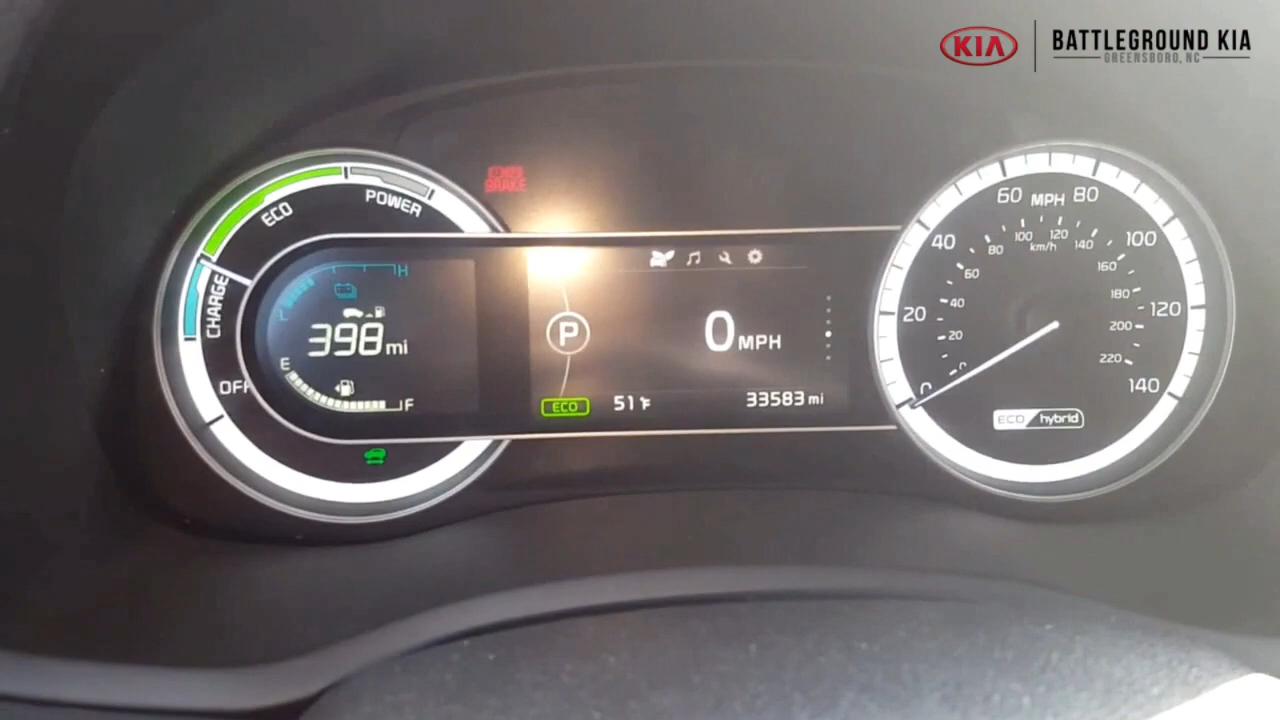 KIA
BATTLEGROUND KIA
GREENSBORO, NC
BRAKE
POWER
ECO
CHARGE
OFF
H
398 mi
E
F
P
0 MPH
ECO
51°F
33583 mi
60 MPH 80
40
100
20
120
0
140
100 120
80 km/h 140
60
160
40
180
20
200
0
220
ECO hybrid